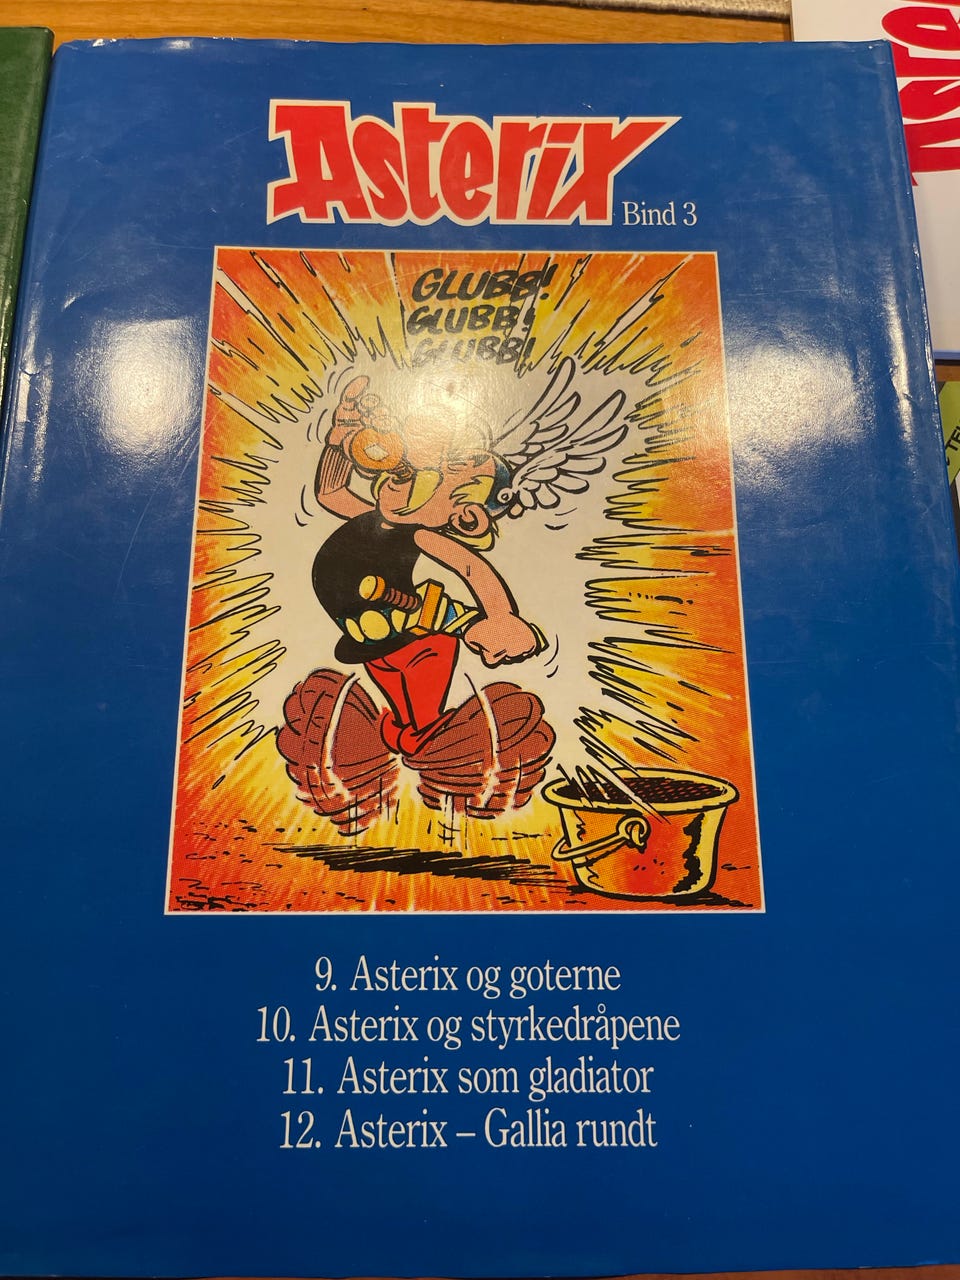 Asterix
Bind 3
GLUBB!
GLUBB!
GLUBB!
9. Asterix og goterne
10. Asterix og styrkedråpene
11. Asterix som gladiator
12. Asterix – Gallia rundt